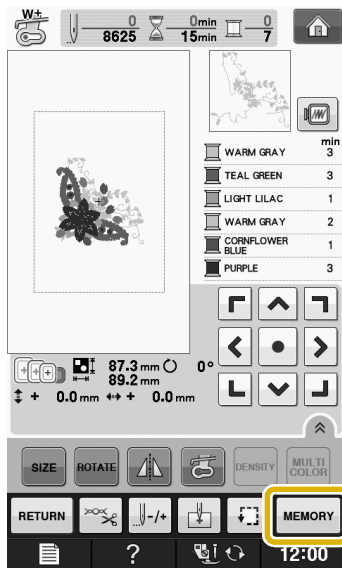 W+
0 0min 0
8625 15min 7
min
WARM GRAY 3
TEAL GREEN 3
LIGHT LILAC 1
WARM GRAY 2
CORNFLOWER
BLUE 1
PURPLE 3
87.3 mm 0°
89.2 mm
+ 0.0 mm + 0.0 mm
SIZE ROTATE DENSITY MULTI
COLOR
RETURN -/+ MEMORY
? 12:00